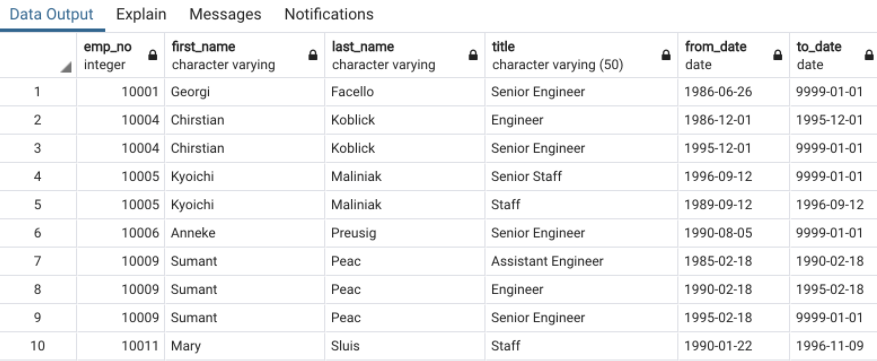 Data Output Explain Messages Notifications
emp_no first_name last_name title from_date to_date
integer character varying character varying character varying (50) date date
1 10001 Georgi Facello Senior Engineer 1986-06-26 9999-01-01
2 10004 Chirstian Koblick Engineer 1986-12-01 1995-12-01
3 10004 Chirstian Koblick Senior Engineer 1995-12-01 9999-01-01
4 10005 Kyoichi Maliniak Senior Staff 1996-09-12 9999-01-01
5 10005 Kyoichi Maliniak Staff 1989-09-12 1996-09-12
6 10006 Anneke Preusig Senior Engineer 1990-08-05 9999-01-01
7 10009 Sumant Peac Assistant Engineer 1985-02-18 1990-02-18
8 10009 Sumant Peac Engineer 1990-02-18 1995-02-18
9 10009 Sumant Peac Senior Engineer 1995-02-18 9999-01-01
10 10011 Mary Sluis Staff 1990-01-22 1996-11-09